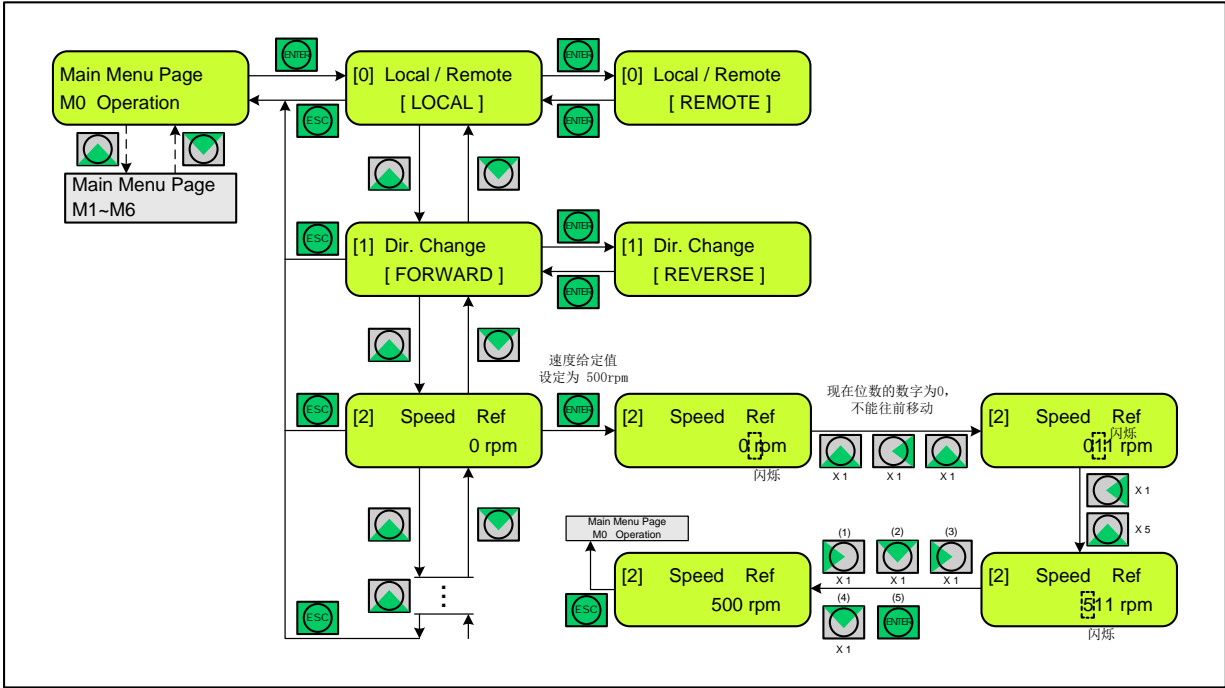 ENTER
ENTER
Main Menu Page
M0 Operation
[0] Local / Remote
[ LOCAL ]
[0] Local / Remote
[ REMOTE ]
ESC
ENTER
Main Menu Page
M1~M6
ESC
ENTER
[1] Dir. Change
[ FORWARD ]
[1] Dir. Change
[ REVERSE ]
ENTER
速度给定值
设定为 500rpm
现在位数的数字为0,
不能往前移动
ESC
ENTER
[2] Speed Ref
0 rpm
[2] Speed Ref
0 rpm
闪烁
X 1
X 1
X 1
[2] Speed Ref
闪烁
011 rpm
X 1
X 5
Main Menu Page
M0 Operation
(1)
(2)
(3)
X 1
X 1
X 1
[2] Speed Ref
500 rpm
[2] Speed Ref
511 rpm
闪烁
(4)
(5)
ESC
ENTER
X 1
⋮
ESC